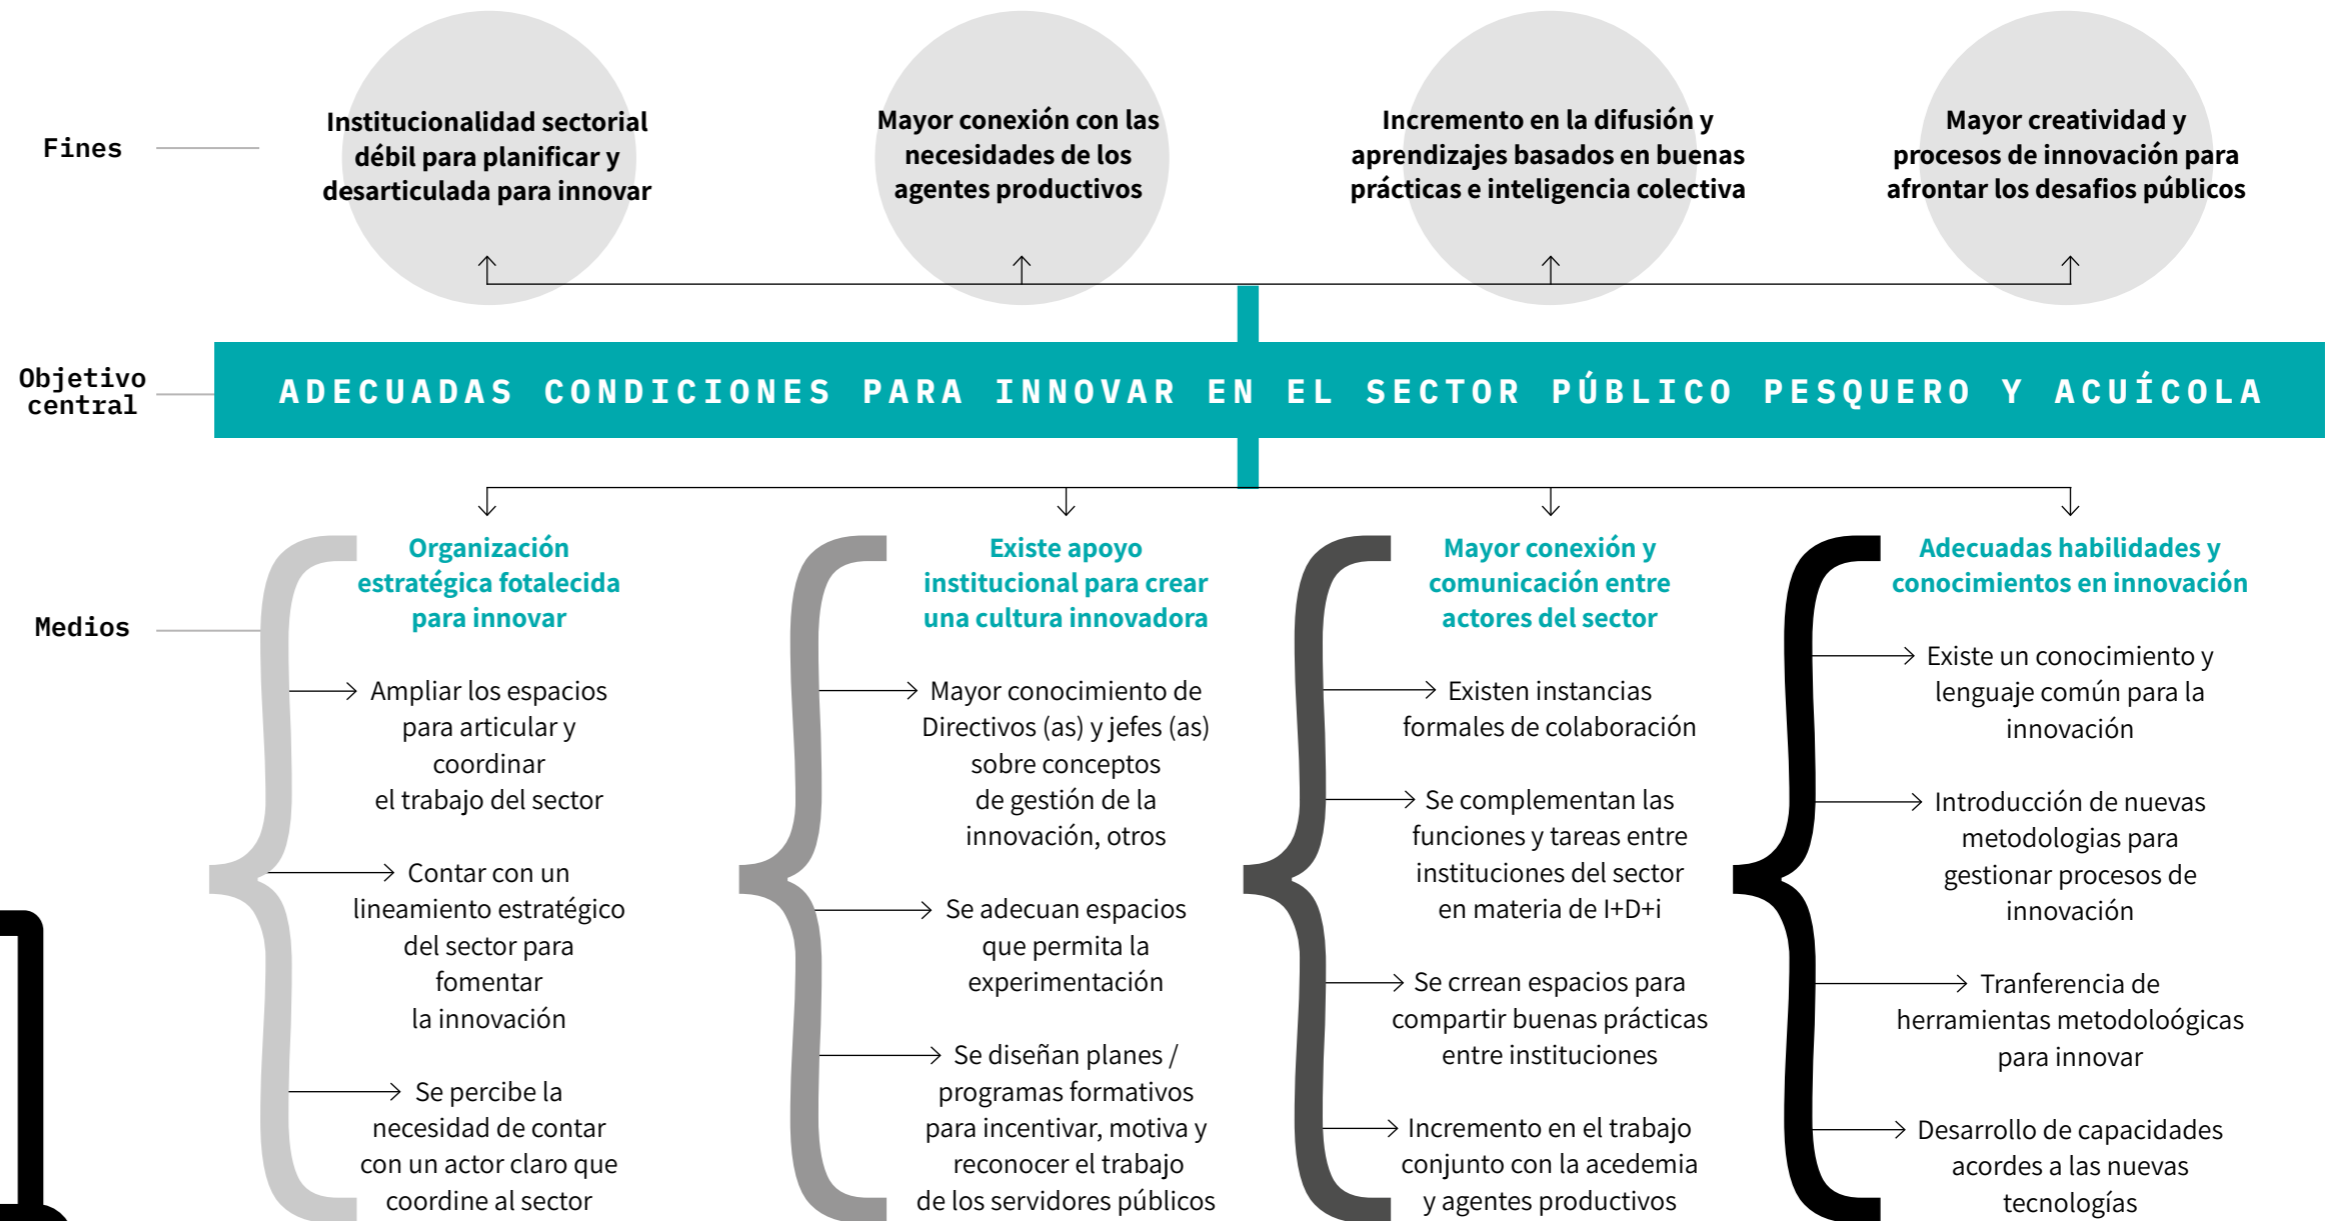 Fines
Institucionalidad sectorial
débil para planificar y
desarticulada para innovar
Mayor conexión con las
necesidades de los
agentes productivos
Incremento en la difusión y
aprendizajes basados en buenas
prácticas e inteligencia colectiva
Mayor creatividad y
procesos de innovación para
afrontar los desafios públicos
Objetivo
central
ADECUADAS CONDICIONES PARA INNOVAR EN EL SECTOR PÚBLICO PESQUERO Y ACUÍCOLA
Medios
Organización
estratégica fotalecida
para innovar
Ampliar los espacios
para articular y
coordinar
el trabajo del sector
Contar con un
lineamiento estratégico
del sector para
fomentar
la innovación
Se percibe la
necesidad de contar
con un actor claro que
coordine al sector
Existe apoyo
institucional para crear
una cultura innovadora
Mayor conocimiento de
Directivos (as) y jefes (as)
sobre conceptos
de gestión de la
innovación, otros
Se adecuan espacios
que permita la
experimentación
Se diseñan planes /
programas formativos
para incentivar, motiva y
reconocer el trabajo
de los servidores públicos
Mayor conexión y
comunicación entre
actores del sector
Existen instancias
formales de colaboración
Se complementan las
funciones y tareas entre
instituciones del sector
en materia de I+D+i
Se crrean espacios para
compartir buenas prácticas
entre instituciones
Incremento en el trabajo
conjunto con la acedemia
y agentes productivos
Adecuadas habilidades y
conocimientos en innovación
Existe un conocimiento y
lenguaje común para la
innovación
Introducción de nuevas
metodologias para
gestionar procesos de
innovación
Tranferencia de
herramientas metodoloógicas
para innovar
Desarrollo de capacidades
acordes a las nuevas
tecnologías